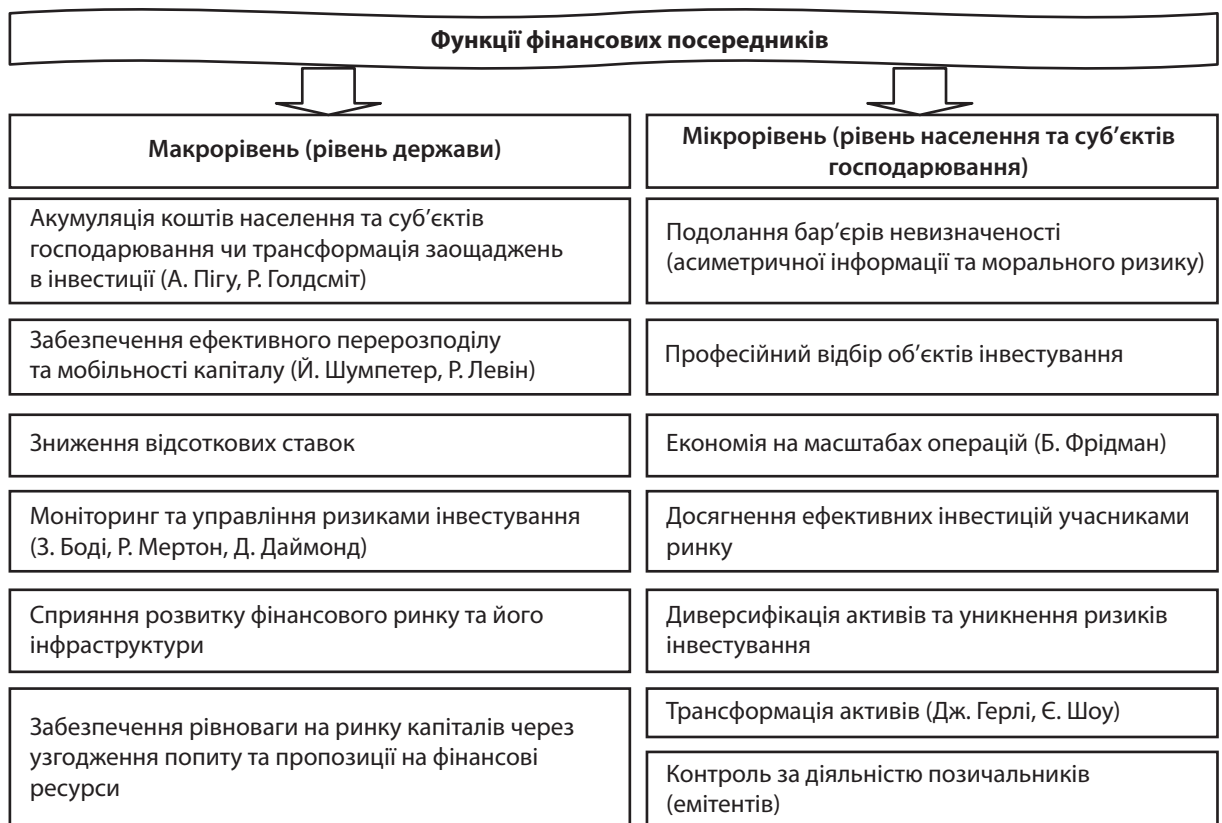 Функції фінансових посередників
Макрорівень (рівень держави)
Акумуляція коштів населення та суб’єктів
господарювання чи трансформація заощаджень
в інвестиції (А. Пігу, Р. Голдсміт)
Забезпечення ефективного перерозподілу
та мобільності капіталу (Й. Шумпетер, Р. Левін)
Зниження відсоткових ставок
Моніторинг та управління ризиками інвестування
(З. Боді, Р. Мертон, Д. Даймонд)
Сприяння розвитку фінансового ринку та його
інфраструктури
Забезпечення рівноваги на ринку капіталів через
узгодження попиту та пропозиції на фінансові
ресурси
Мікрорівень (рівень населення та суб’єктів
господарювання)
Подолання бар’єрів невизначеності
(асиметричної інформації та морального ризику)
Професійний відбір об’єктів інвестування
Економія на масштабах операцій (Б. Фрідман)
Досягнення ефективних інвестицій учасниками
ринку
Диверсифікація активів та уникнення ризиків
інвестування
Трансформація активів (Дж. Герлі, Є. Шоу)
Контроль за діяльністю позичальників
(емітентів)